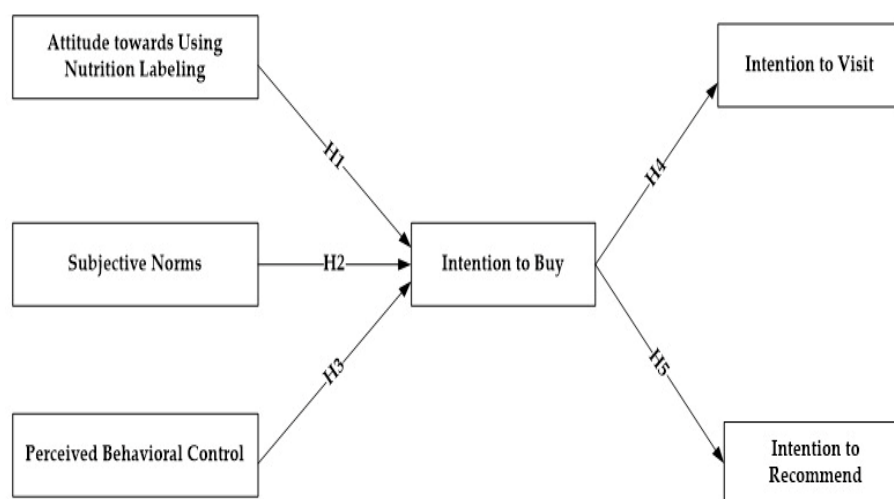 Attitude towards Using
Nutrition Labeling
Intention to Visit
H1
H4
Subjective Norms
H2
Intention to Buy
H3
H5
Perceived Behavioral Control
Intention to
Recommend